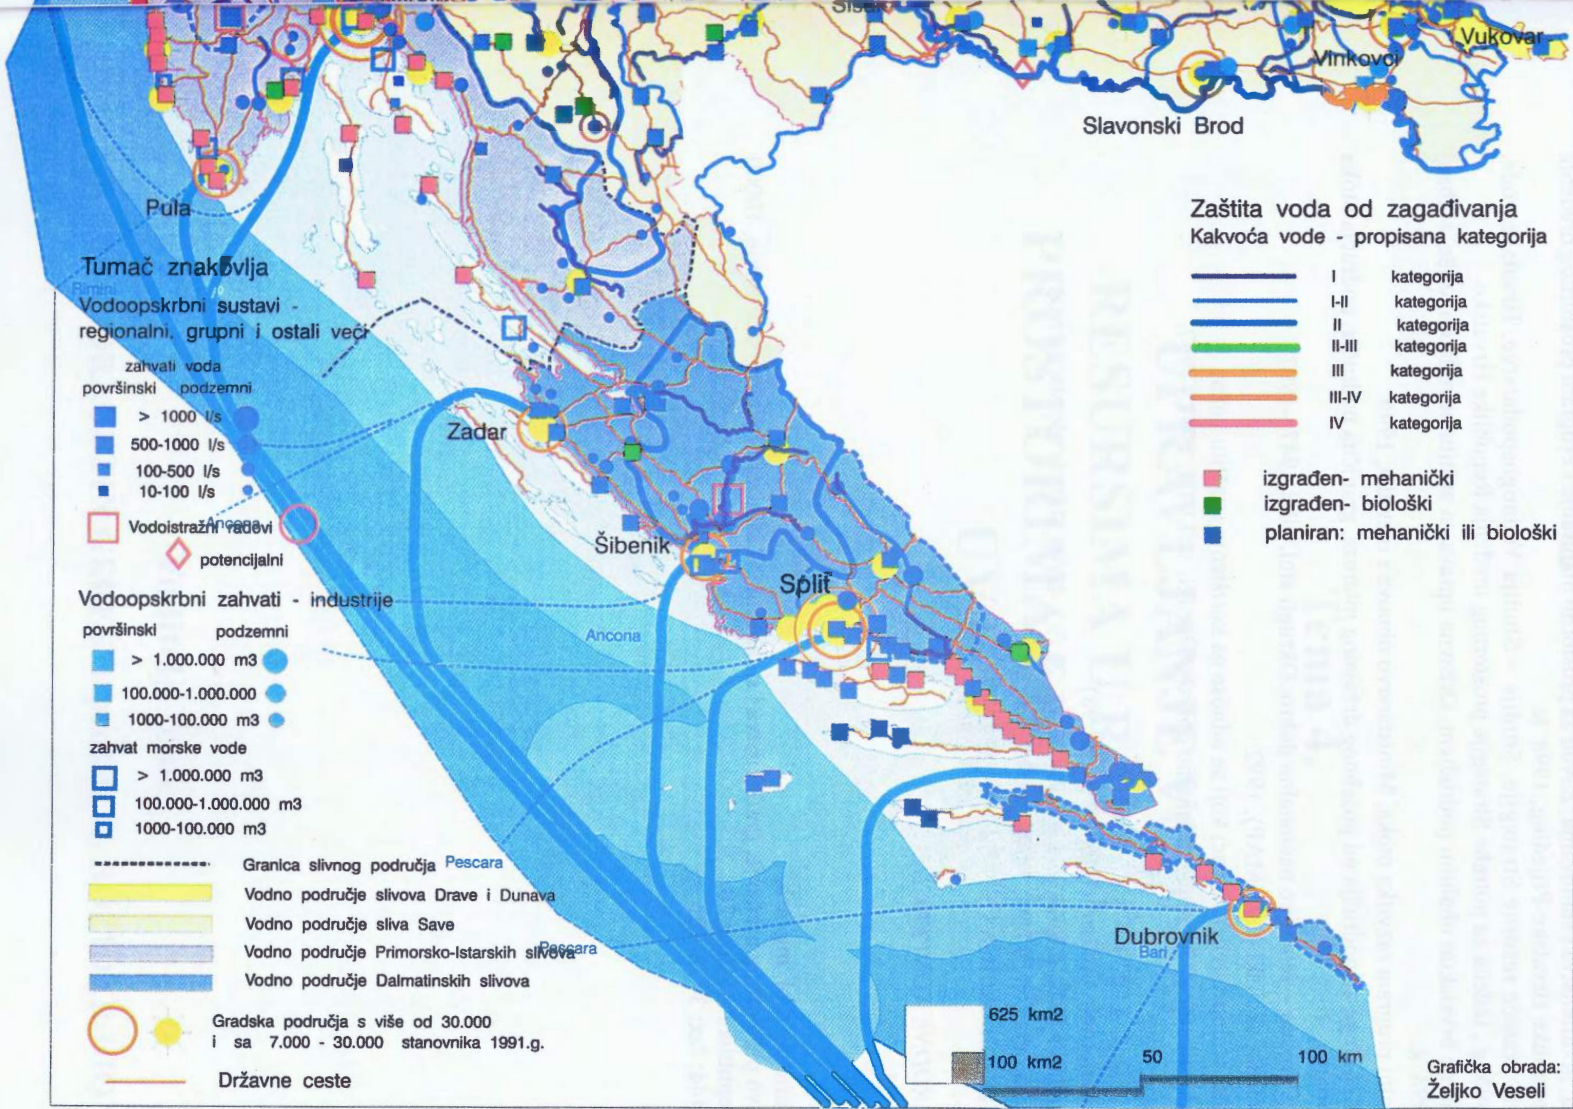 Sisak
Vukovar
Vinkovci
Slavonski Brod
Pula
Zadar
Šibenik
Split
Dubrovnik
Rimini
Ancona
Ancona
Pescara
Pescara
Bari
Tumač znakovlja
Vodoopskrbni sustavi -
regionalni, grupni i ostali veći
zahvati voda
površinski podzemni
> 1000 l/s
500-1000 l/s
100-500 l/s
10-100 l/s
Vodoistražni radovi
potencijalni
Vodoopskrbni zahvati - industrije
površinski podzemni
> 1.000.000 m3
100.000-1.000.000
1000-100.000 m3
zahvat morske vode
> 1.000.000 m3
100.000-1.000.000 m3
1000-100.000 m3
Granica slivnog područja
Vodno područje slivova Drave i Dunava
Vodno područje sliva Save
Vodno područje Primorsko-Istarskih slivova
Vodno područje Dalmatinskih slivova
Gradska područja s više od 30.000
i sa 7.000 - 30.000 stanovnika 1991.g.
Državne ceste
Zaštita voda od zagađivanja
Kakvoća vode - propisana kategorija
I kategorija
I-II kategorija
II kategorija
II-III kategorija
III kategorija
III-IV kategorija
IV kategorija
izgrađen- mehanički
izgrađen- biološki
planiran: mehanički ili biološki
625 km2
100 km2
50 100 km
Grafička obrada:
Željko Veseli